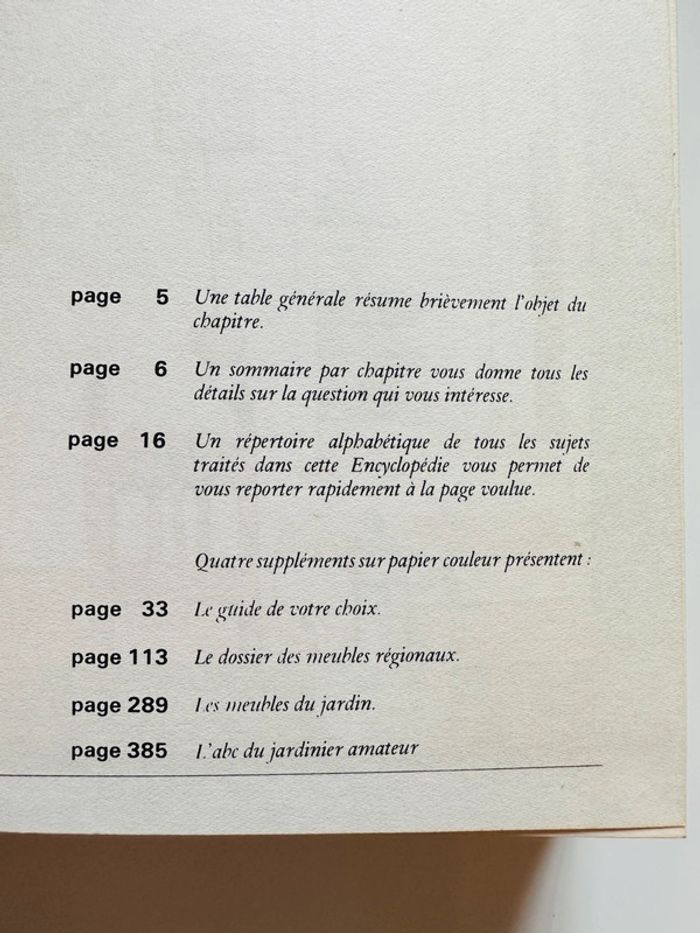 page 5 Une table générale résume brièvement l'objet du
chapitre.
page 6 Un sommaire par chapitre vous donne tous les
détails sur la question qui vous intéresse.
page 16 Un répertoire alphabétique de tous les sujets
traités dans cette Encyclopédie vous permet de
vous reporter rapidement à la page voulue.
Quatre suppléments sur papier couleur présentent :
page 33 Le guide de votre choix.
page 113 Le dossier des meubles régionaux.
page 289 Les meubles du jardin.
page 385 L'abc du jardinier amateur